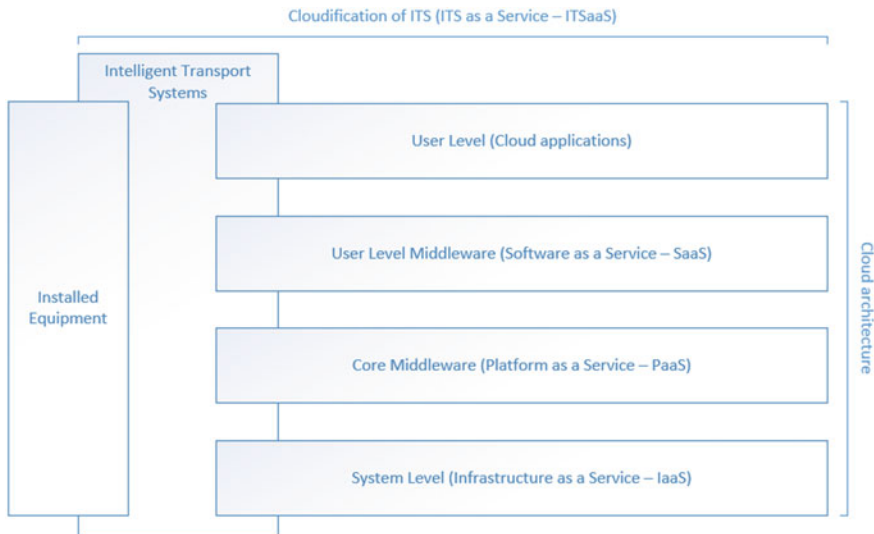 Cloudification of ITS (ITS as a Service – ITSaaS)
Intelligent Transport
Systems
User Level (Cloud applications)
User Level Middleware (Software as a Service – SaaS)
Installed
Equipment
Core Middleware (Platform as a Service – PaaS)
System Level (Infrastructure as a Service – IaaS)
Cloud architecture